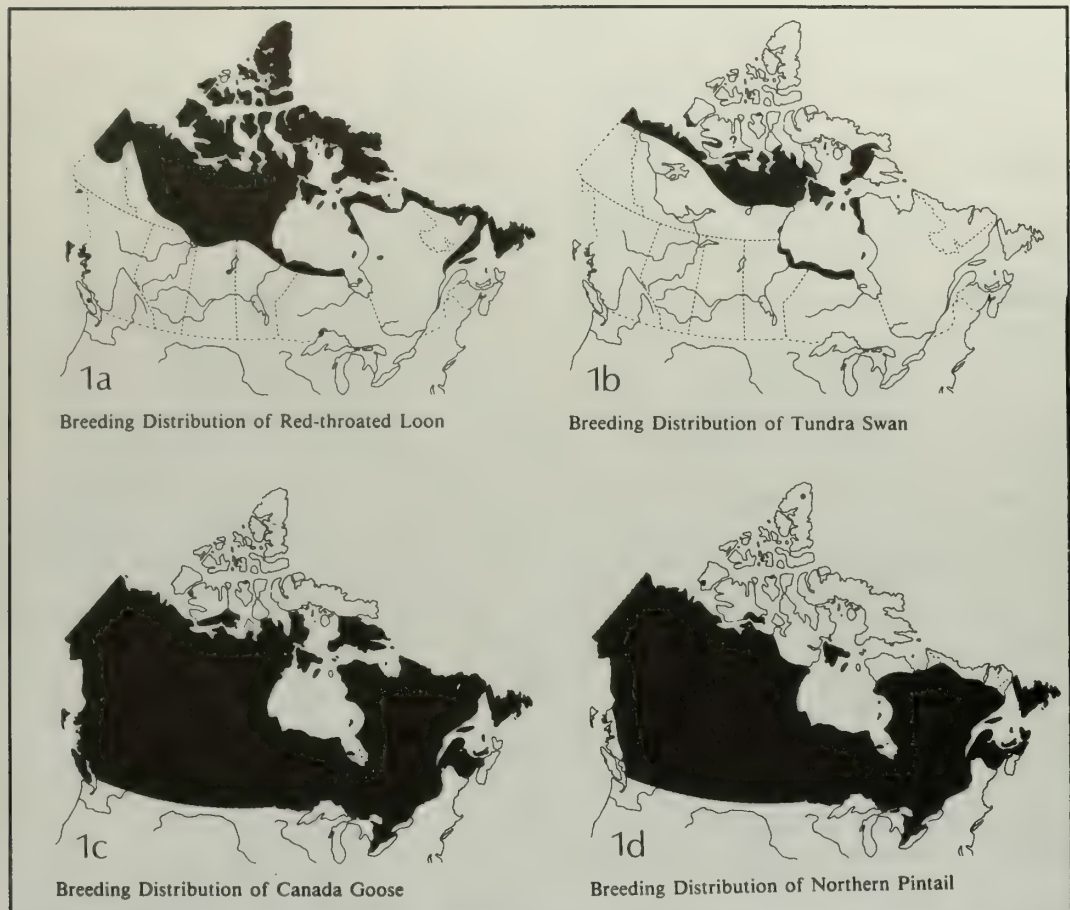 1a
Breeding Distribution of Red-throated Loon
1b
Breeding Distribution of Tundra Swan
1c
Breeding Distribution of Canada Goose
1d
Breeding Distribution of Northern Pintail